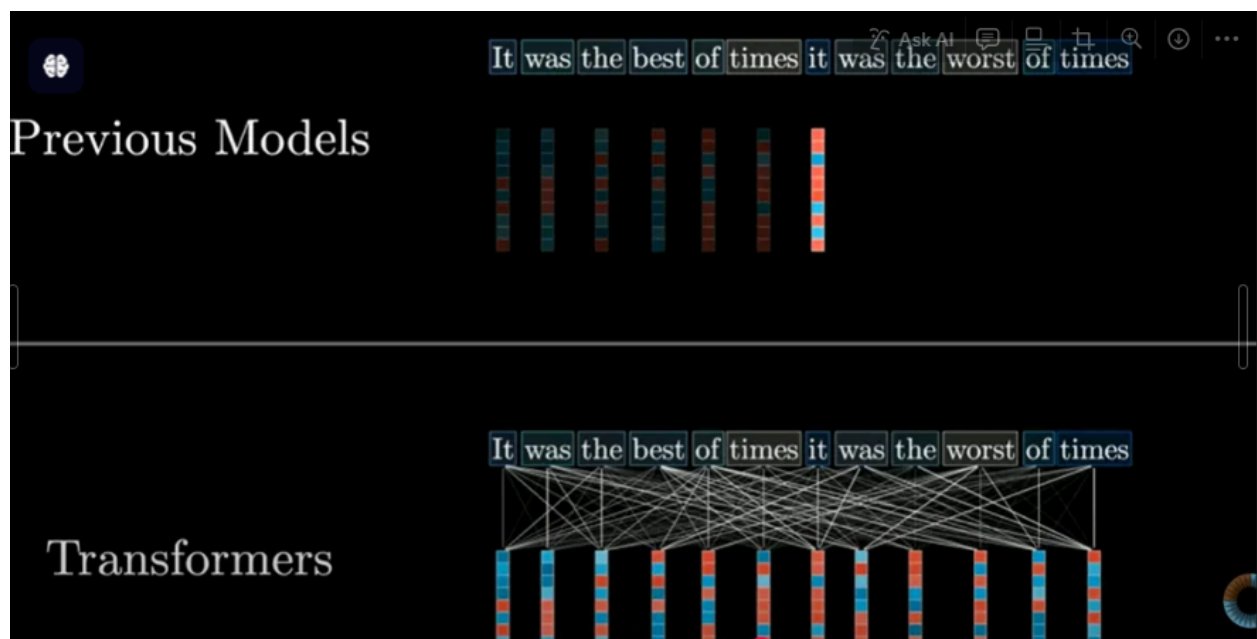 Ask AI
It was the best of times it was the worst of times
Previous Models
It was the best of times it was the worst of times
Transformers